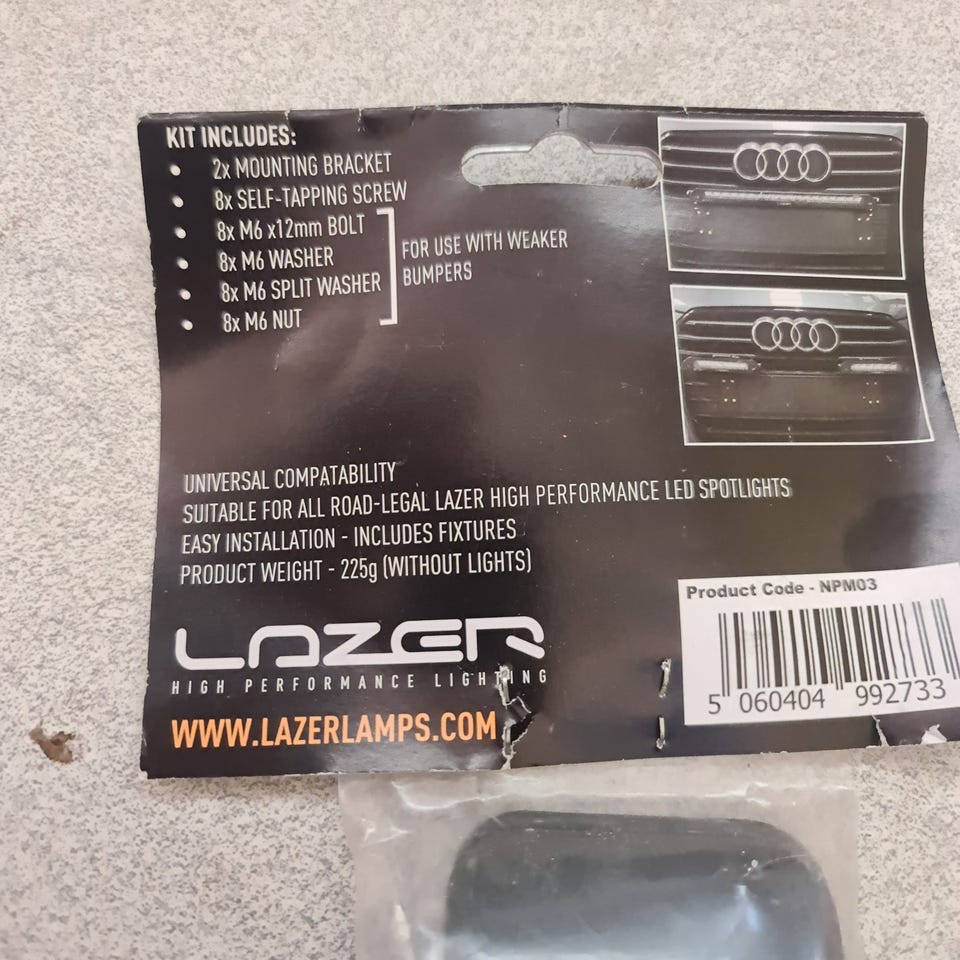 KIT INCLUDES:
• 2x MOUNTING BRACKET
• 8x SELF-TAPPING SCREW
• 8x M6 x12mm BOLT
• 8x M6 WASHER
• 8x M6 SPLIT WASHER
• 8x M6 NUT
FOR USE WITH WEAKER
BUMPERS
UNIVERSAL COMPATABILITY
SUITABLE FOR ALL ROAD-LEGAL LAZER HIGH PERFORMANCE LED SPOTLIGHTS
EASY INSTALLATION - INCLUDES FIXTURES
PRODUCT WEIGHT - 225g (WITHOUT LIGHTS)
LAZER
HIGH PERFORMANCE LIGHTING
WWW.LAZERLAMPS.COM
Product Code - NPM03
5 060404 992733